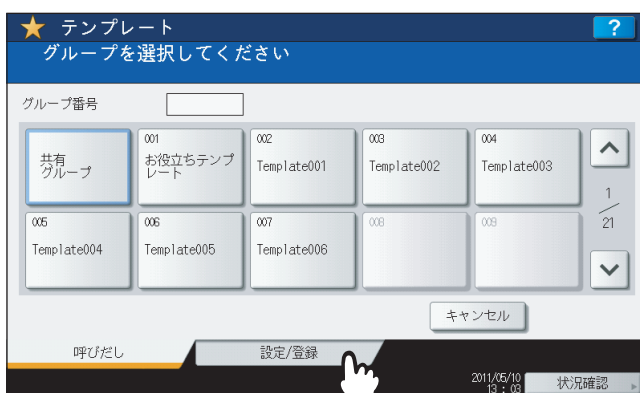 テンプレート
?
グループを選択してください
グループ番号
共有
グループ
001
お役立ちテンプ
レート
002
Template001
003
Template002
004
Template003
005
Template004
006
Template005
007
Template006
008
009
1
21
キャンセル
呼びだし
設定/登録
2011/05/10
13 : 03
状況確認